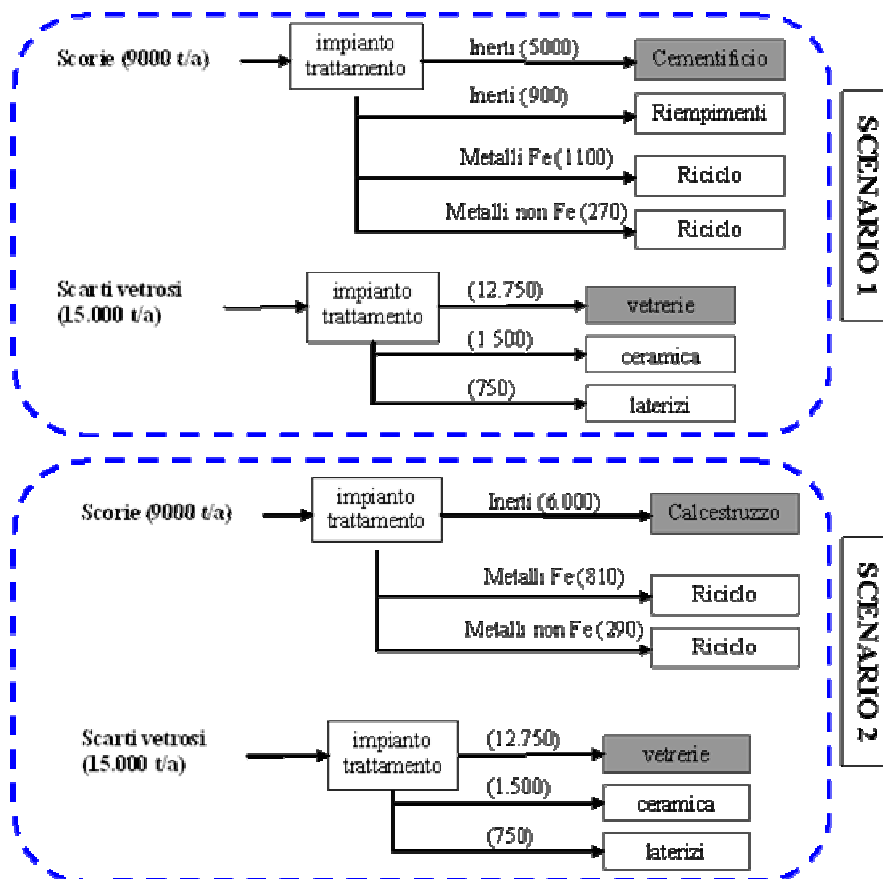 Scorie (9000 t/a)
impianto
trattamento
Inerti (5000)
Cementificio
Inerti (900)
Riempimenti
Metalli Fe (1100)
Riciclo
Metalli non Fe (270)
Riciclo
Scarti vetrosi
(15.000 t/a)
impianto
trattamento
(12.750)
vetrerie
(1.500)
ceramica
(750)
laterizi
SCENARIO 1
Scorie (9000 t/a)
impianto
trattamento
Inerti (6.000)
Calcestruzzo
Metalli Fe (810)
Riciclo
Metalli non Fe (290)
Riciclo
Scarti vetrosi
(15.000 t/a)
impianto
trattamento
(12.750)
vetrerie
(1.500)
ceramica
(750)
laterizi
SCENARIO 2